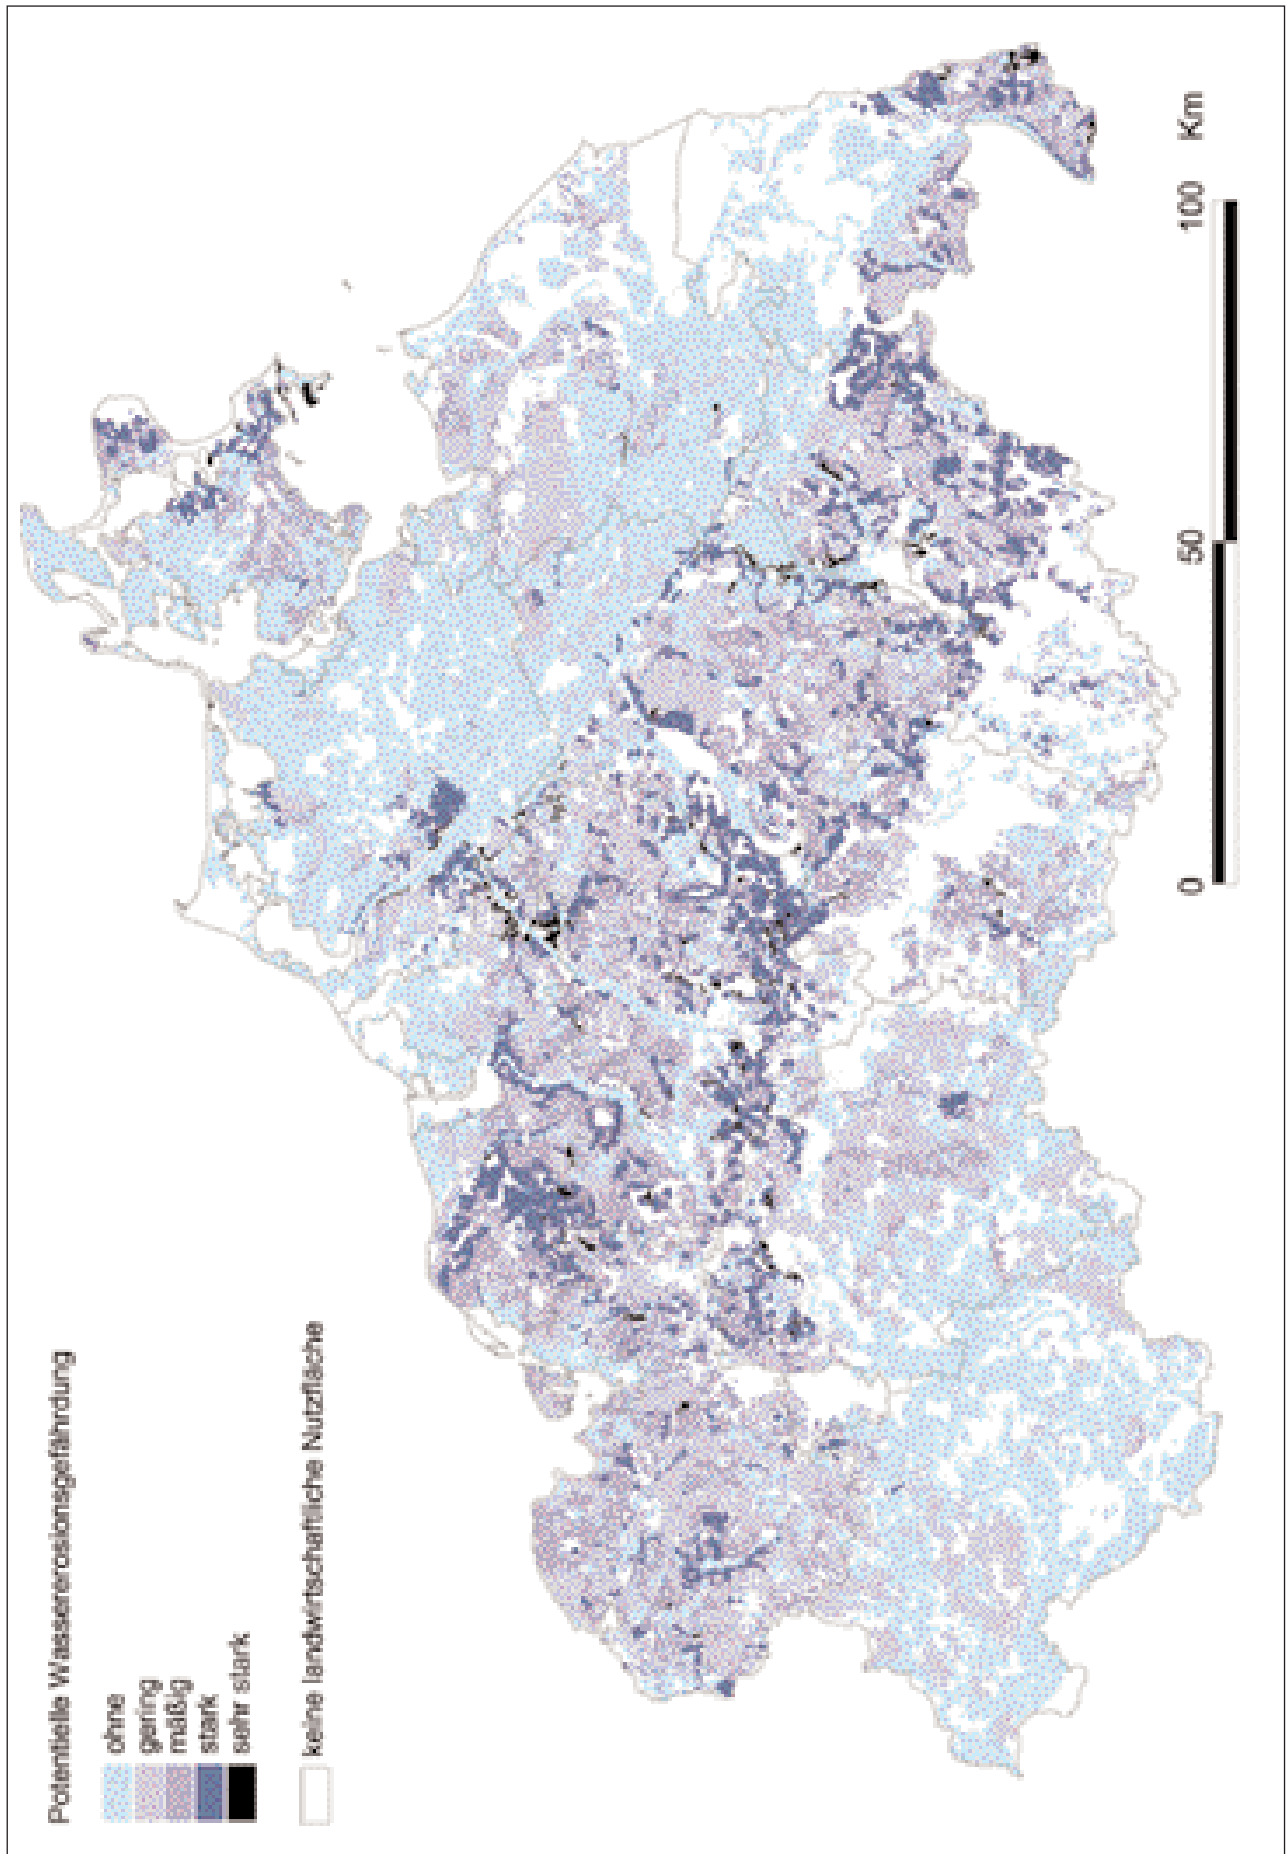 Potentielle Wassererosionsgefährdung
ohne
gering
mäßig
stark
sehr stark
keine landwirtschaftliche Nutzfläche
0 50 100 Km